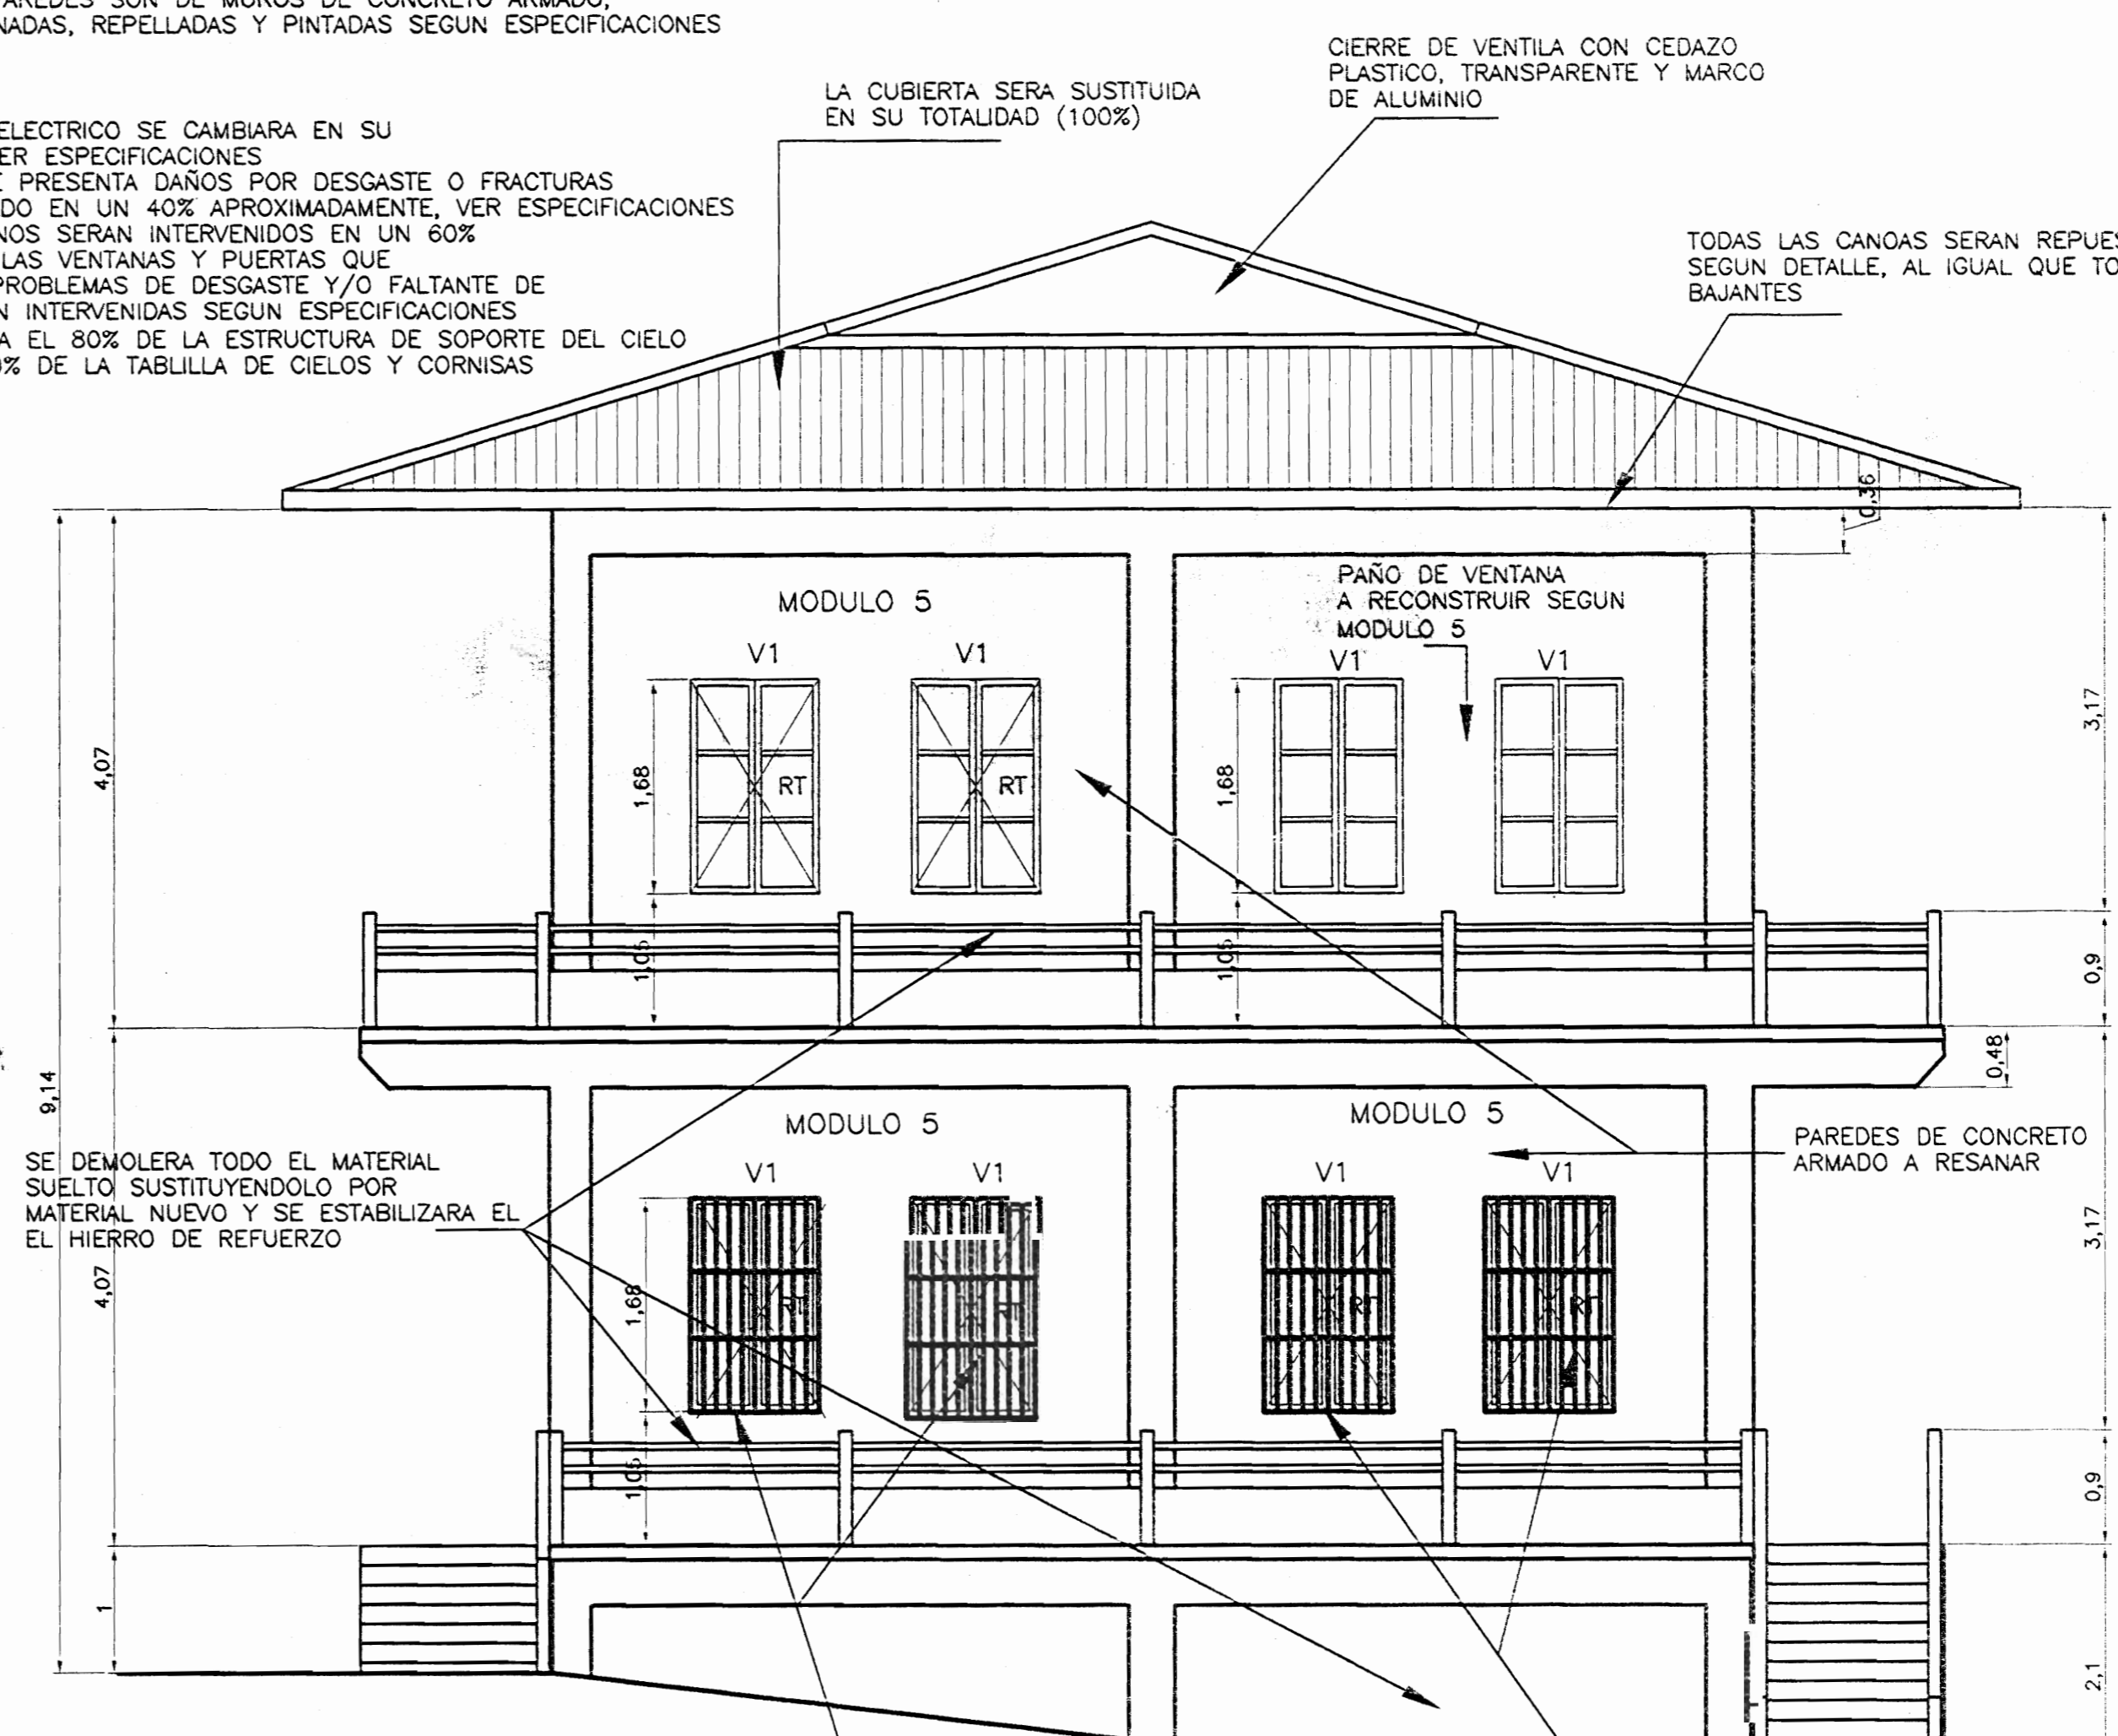 PAREDES SON DE MUROS DE CONCRETO ARMADO,
NADAS, REPELLADAS Y PINTADAS SEGUN ESPECIFICACIONES
ELECTRICO SE CAMBIARA EN SU
ER ESPECIFICACIONES
E PRESENTA DAÑOS POR DESGASTE O FRACTURAS
DO EN UN 40% APROXIMADAMENTE, VER ESPECIFICACIONES
NOS SERAN INTERVENIDOS EN UN 60%
LAS VENTANAS Y PUERTAS QUE
PROBLEMAS DE DESGASTE Y/O FALTANTE DE
N INTERVENIDAS SEGUN ESPECIFICACIONES
A EL 80% DE LA ESTRUCTURA DE SOPORTE DEL CIELO
0% DE LA TABLILLA DE CIELOS Y CORNISAS
LA CUBIERTA SERA SUSTITUIDA
EN SU TOTALIDAD (100%)
CIERRE DE VENTILA CON CEDAZO
PLASTICO, TRANSPARENTE Y MARCO
DE ALUMINIO
TODAS LAS CANOAS SERAN REPUES
SEGUN DETALLE, AL IGUAL QUE TO
BAJANTES
0,36
MODULO 5
PAÑO DE VENTANA
A RECONSTRUIR SEGUN
MODULO 5
V1
V1
V1
V1
1,68
RT
RT
1,68
4,07
3,17
1,05
1,05
0,9
0,48
9,14
MODULO 5
MODULO 5
PAREDES DE CONCRETO
ARMADO A RESANAR
SE DEMOLERA TODO EL MATERIAL
SUELTO SUSTITUYENDOLO POR
MATERIAL NUEVO Y SE ESTABILIZARA EL
EL HIERRO DE REFUERZO
V1
V1
V1
V1
4,07
1,68
RT
RT
RT
RT
3,17
1,05
0,9
1
2,1